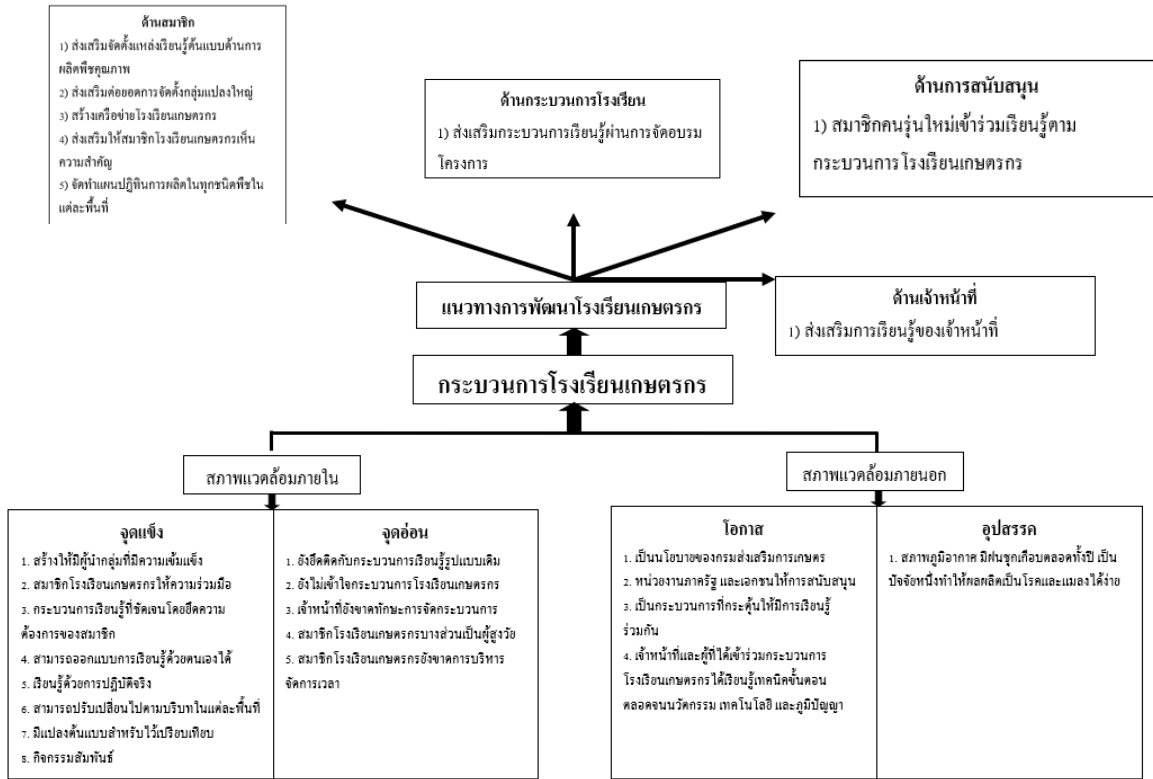 ด้านสมาชิก
1) ส่งเสริมจัดตั้งแหล่งเรียนรู้ต้นแบบด้านการ
ผลิตพืชคุณภาพ
2) ส่งเสริมต่อยอดการจัดตั้งกลุ่มแปลงใหญ่
3) สร้างเครือข่ายโรงเรียนเกษตรกร
4) ส่งเสริมให้สมาชิกโรงเรียนเกษตรกรเห็น
ความสำคัญ
5) จัดทำแผนปฏิทินการผลิตในทุกชนิดพืชใน
แต่ละพื้นที่
ด้านกระบวนการโรงเรียน
1) ส่งเสริมกระบวนการเรียนรู้ผ่านการจัดอบรม
โครงการ
ด้านการสนับสนุน
1) สมาชิกคนรุ่นใหม่เข้าร่วมเรียนรู้ตาม
กระบวนการโรงเรียนเกษตรกร
ด้านเจ้าหน้าที่
1) ส่งเสริมการเรียนรู้ของเจ้าหน้าที่
แนวทางการพัฒนาโรงเรียนเกษตรกร
กระบวนการโรงเรียนเกษตรกร
สภาพแวดล้อมภายใน
สภาพแวดล้อมภายนอก
จุดแข็ง
1. สร้างให้มีผู้นำกลุ่มที่มีความเข้มแข็ง
2. สมาชิกโรงเรียนเกษตรกรให้ความร่วมมือ
3. กระบวนการเรียนรู้ที่ชัดเจนโดยยึดความ
ต้องการของสมาชิก
4. สามารถออกแบบการเรียนรู้ด้วยตนเองได้
5. เรียนรู้ด้วยการปฏิบัติจริง
6. สามารถปรับเปลี่ยนไปตามบริบทในแต่ละพื้นที่
7. มีแปลงต้นแบบสำหรับไว้เปรียบเทียบ
8. กิจกรรมสัมพันธ์
จุดอ่อน
1. ยังยึดติดกับกระบวนการเรียนรู้รูปแบบเดิม
2. ยังไม่เข้าใจกระบวนการโรงเรียนเกษตรกร
3. เจ้าหน้าที่ยังขาดทักษะการจัดกระบวนการ
4. สมาชิกโรงเรียนเกษตรกรบางส่วนเป็นผู้สูงวัย
5. สมาชิกโรงเรียนเกษตรกรยังขาดการบริหาร
จัดการเวลา
โอกาส
1. เป็นนโยบายของกรมส่งเสริมการเกษตร
2. หน่วยงานภาครัฐ และเอกชนให้การสนับสนุน
3. เป็นกระบวนการที่กระตุ้นให้มีการเรียนรู้
ร่วมกัน
4. เจ้าหน้าที่และผู้ที่ได้เข้าร่วมกระบวนการ
โรงเรียนเกษตรกรได้เรียนรู้เทคนิคขั้นตอน
ตลอดจนนวัตกรรม เทคโนโลยี และภูมิปัญญา
อุปสรรค
1. สภาพภูมิอากาศ มีฝนชุกเกือบตลอดทั้งปี เป็น
ปัจจัยหนึ่งทำให้ผลผลิตเป็นโรคและแมลงได้ง่าย